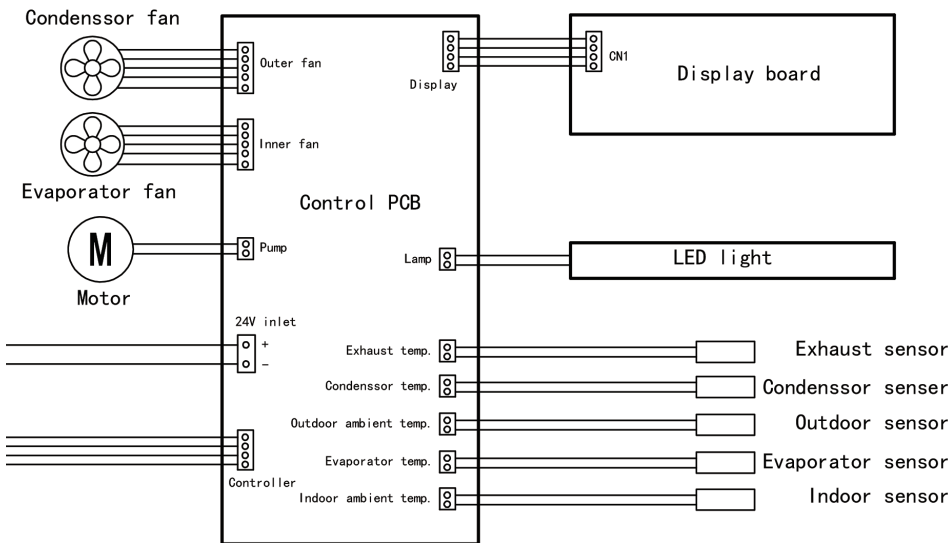 Condenssor fan
Outer fan
Display
CN1
Display board
Inner fan
Evaporator fan
Control PCB
M
Pump
Motor
Lamp
LED light
24V inlet
+
−
Exhaust temp.
Exhaust sensor
Condenssor temp.
Condenssor senser
Outdoor ambient temp.
Outdoor sensor
Evaporator temp.
Evaporator sensor
Controller
Indoor ambient temp.
Indoor sensor